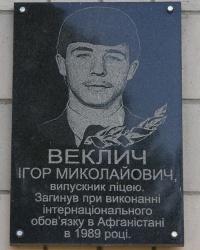 ВЕКЛИЧ
ІГОР МИКОЛАЙОВИЧ,
випускник ліцею.
Загинув при виконанні
інтернаціонального
обов'язку в Афганістані
в 1989 році.